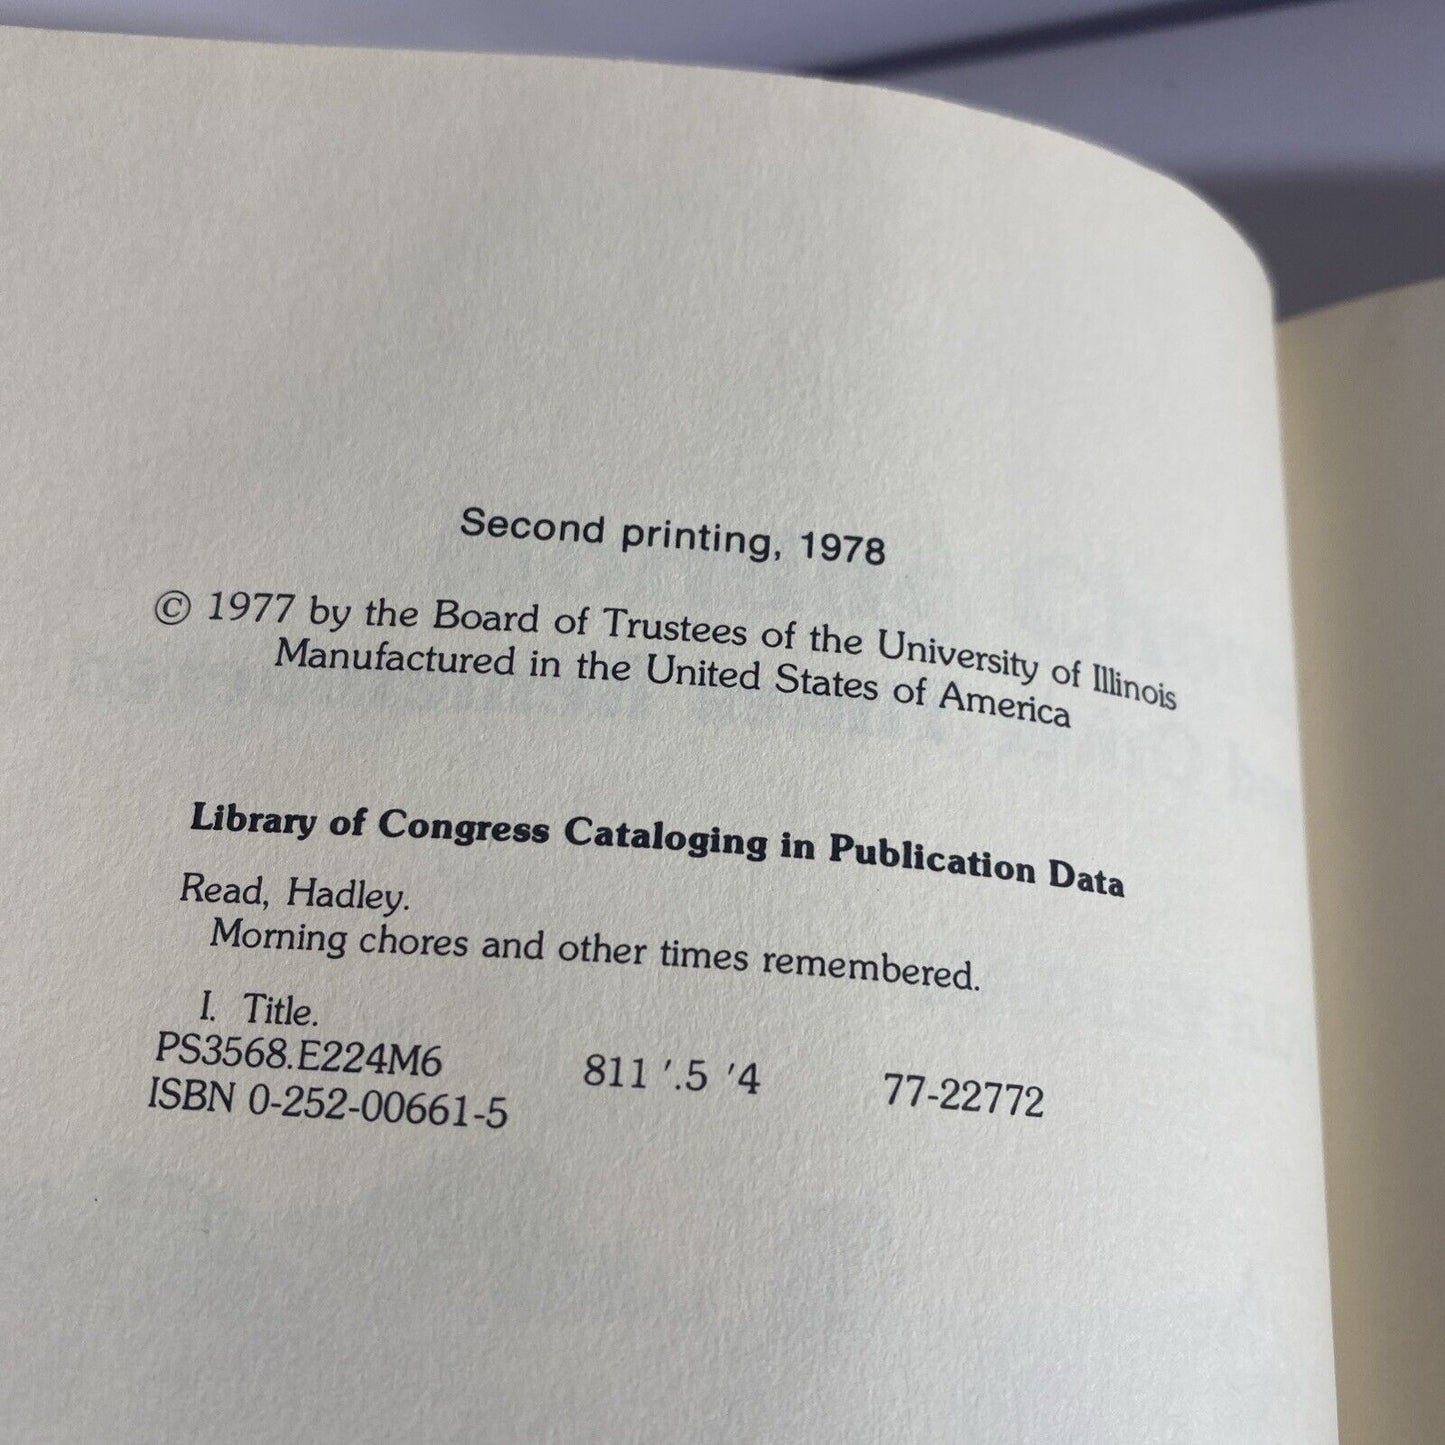 Second printing, 1978
© 1977 by the Board of Trustees of the University of Illinois
Manufactured in the United States of America
Library of Congress Cataloging in Publication Data
Read, Hadley.
Morning chores and other times remembered.
I. Title.
PS3568.E224M6 811 '.5 '4 77-22772
ISBN 0-252-00661-5